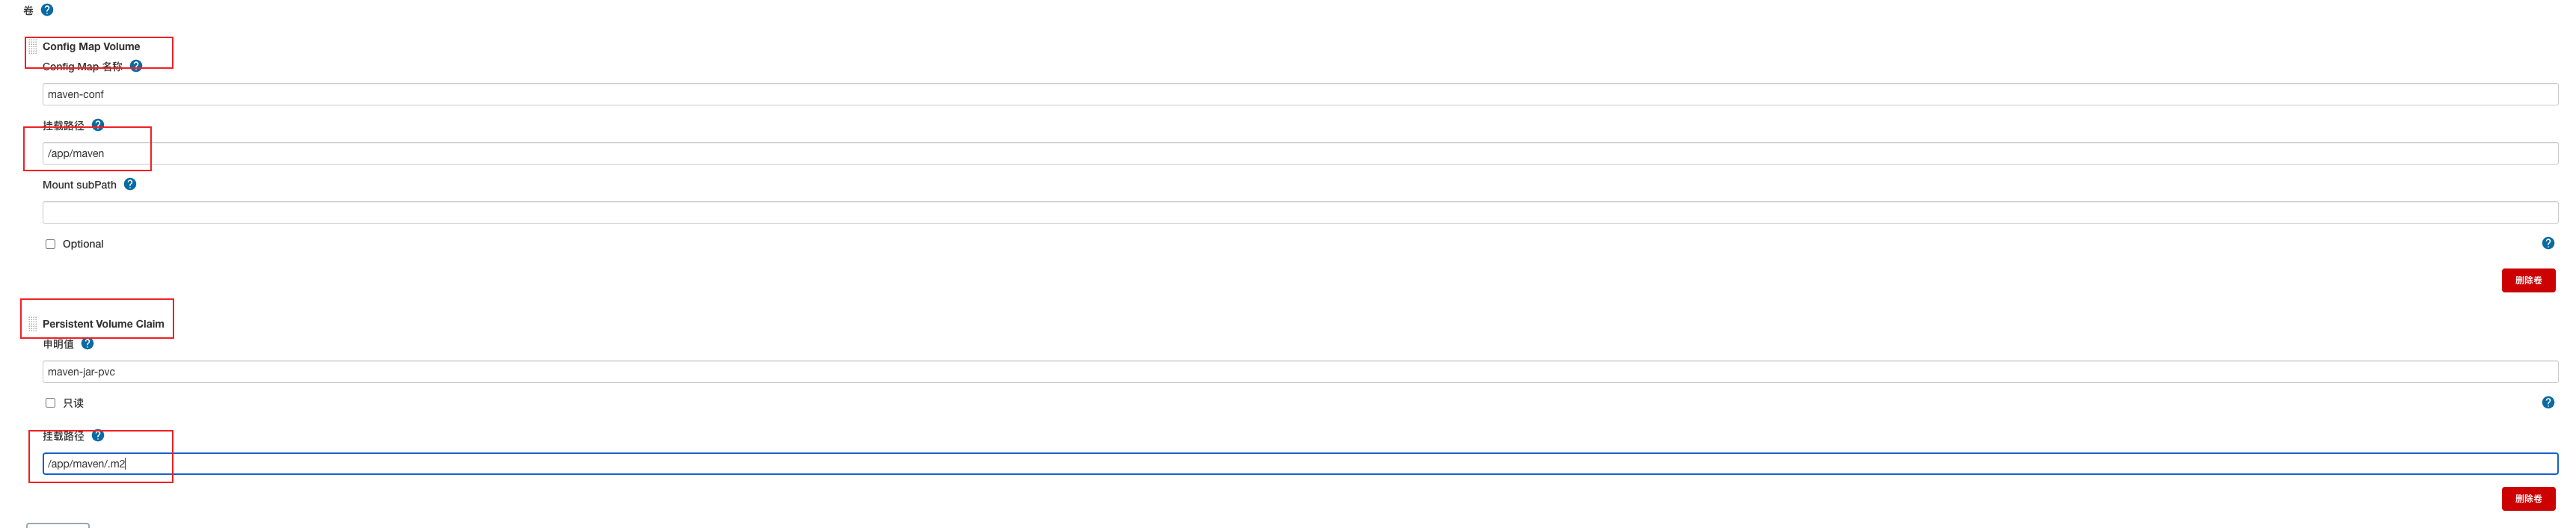 卷
Config Map Volume
Config Map 名称
maven-conf
挂载路径
/app/maven
Mount subPath
Optional
删除卷
Persistent Volume Claim
申明值
maven-jar-pvc
只读
挂载路径
/app/maven/.m2
删除卷